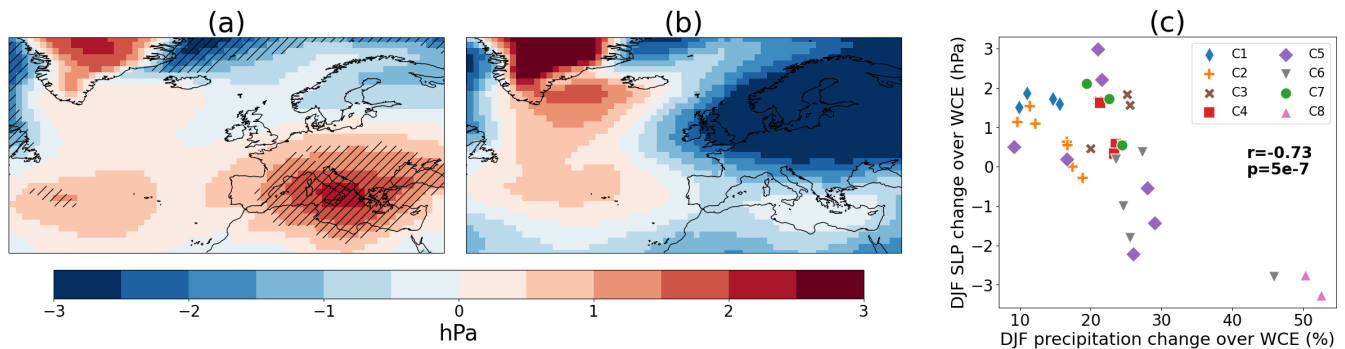 (a)
(b)
(c)
−3
−2
−1
0
1
2
3
hPa
DJF SLP change over WCE (hPa)
3
2
1
0
−1
−2
−3
C1
C2
C3
C4
C5
C6
C7
C8
r=-0.73
p=5e-7
10
20
30
40
50
DJF precipitation change over WCE (%)